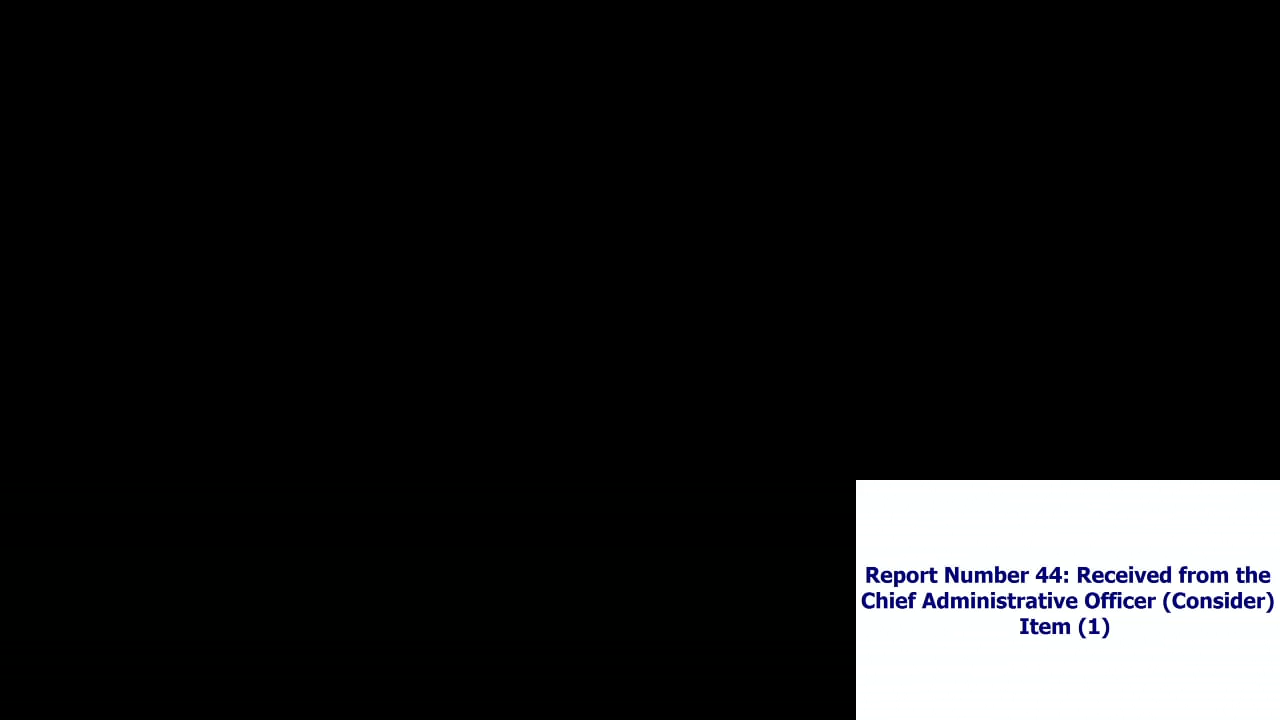 Report Number 44: Received from the
Chief Administrative Officer (Consider)
Item (1)